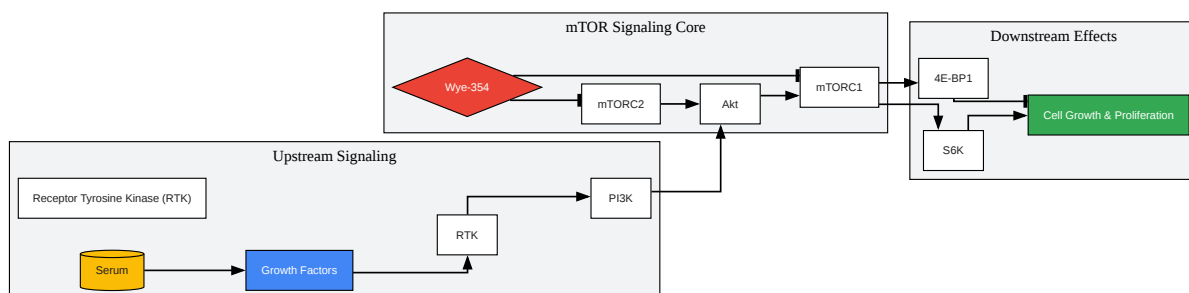 mTOR Signaling Core
Wye-354
mTORC2
Akt
mTORC1
Downstream Effects
4E-BP1
Cell Growth & Proliferation
S6K
Upstream Signaling
Receptor Tyrosine Kinase (RTK)
PI3K
RTK
Serum
Growth Factors